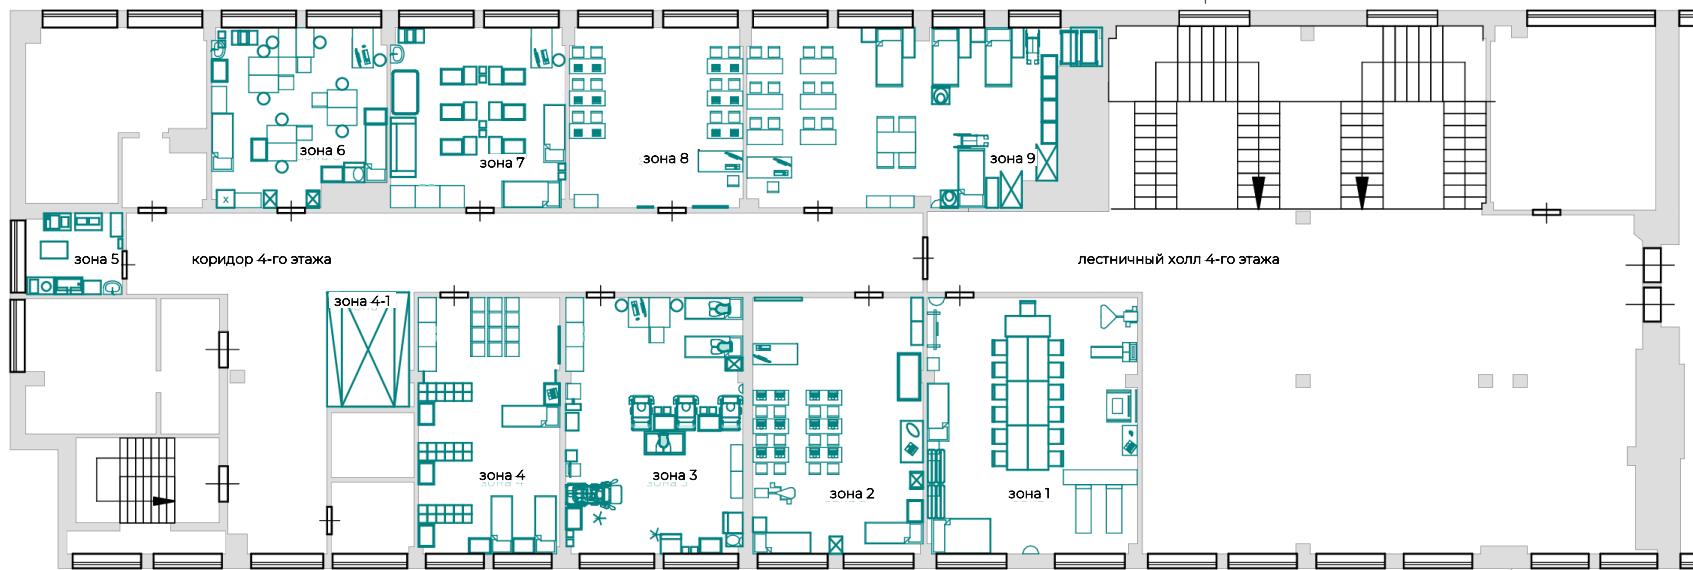 зона 6
зона 7
зона 8
зона 9
зона 5
коридор 4-го этажа
лестничный холл 4-го этажа
зона 4-1
зона 4
зона 3
зона 2
зона 1
x